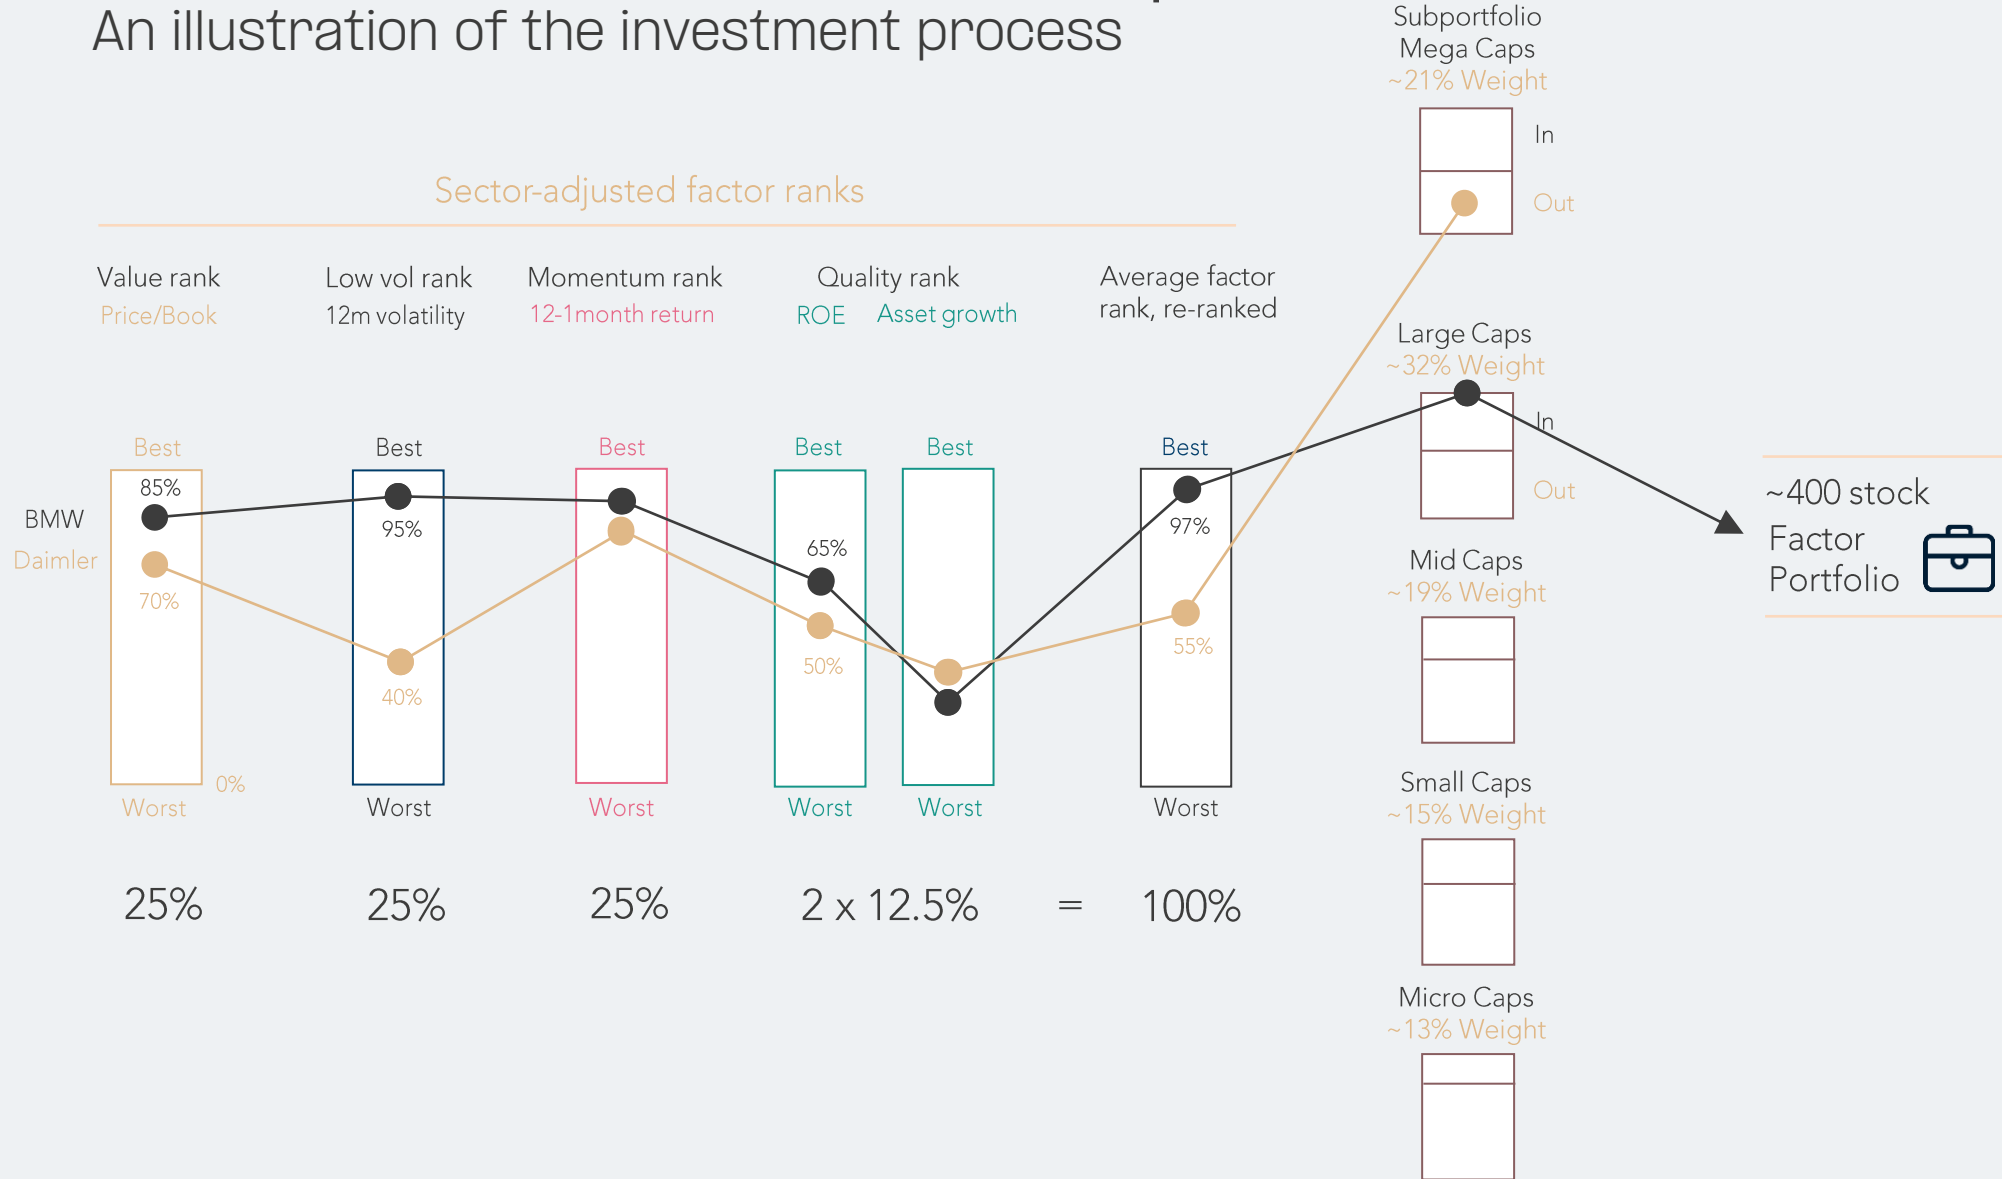 An illustration of the investment process
Sector-adjusted factor ranks
Value rank
Price/Book
Low vol rank
12m volatility
Momentum rank
12-1month return
Quality rank
ROE Asset growth
Average factor
rank, re-ranked
BMW
Daimler
Best
85%
70%
0%
Worst
Best
95%
40%
Worst
Best
Worst
Best
65%
50%
Worst
Best
Worst
Best
97%
55%
Worst
25%
25%
25%
2 x 12.5%
=
100%
Subportfolio
Mega Caps
~21% Weight
In
Out
Large Caps
~32% Weight
In
Out
Mid Caps
~19% Weight
Small Caps
~15% Weight
Micro Caps
~13% Weight
~400 stock
Factor
Portfolio